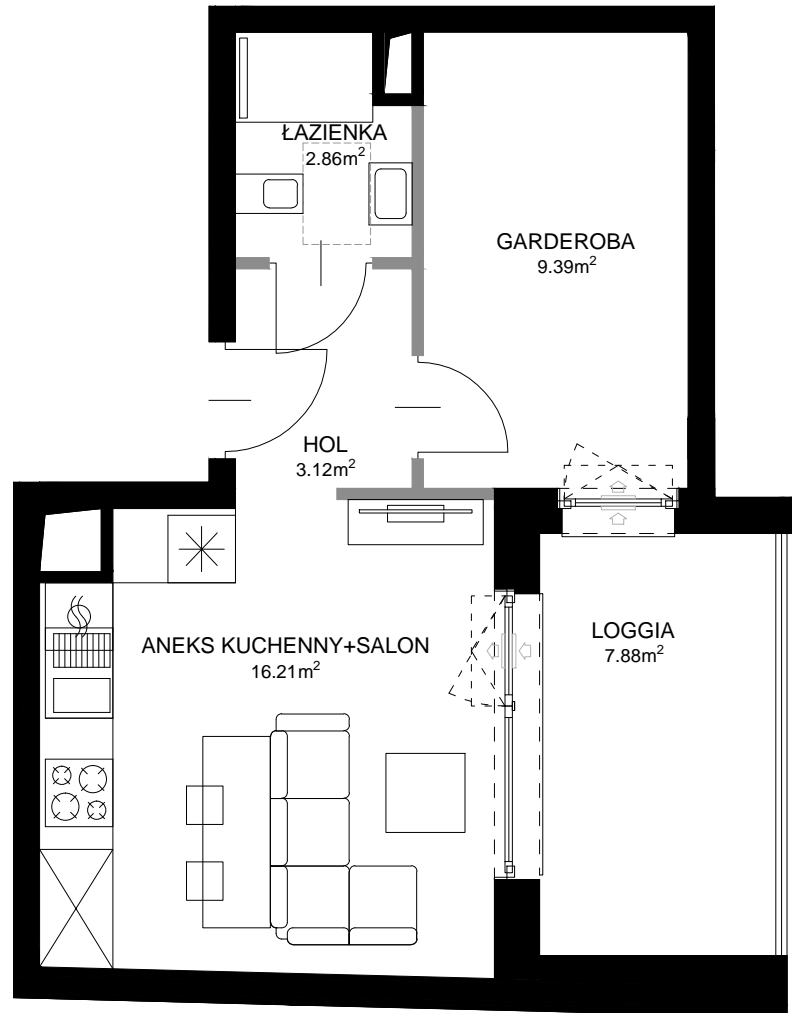 ŁAZIENKA
2.86m²
GARDEROBA
9.39m²
HOL
3.12m²
ANEKS KUCHENNY+SALON
16.21m²
LOGGIA
7.88m²